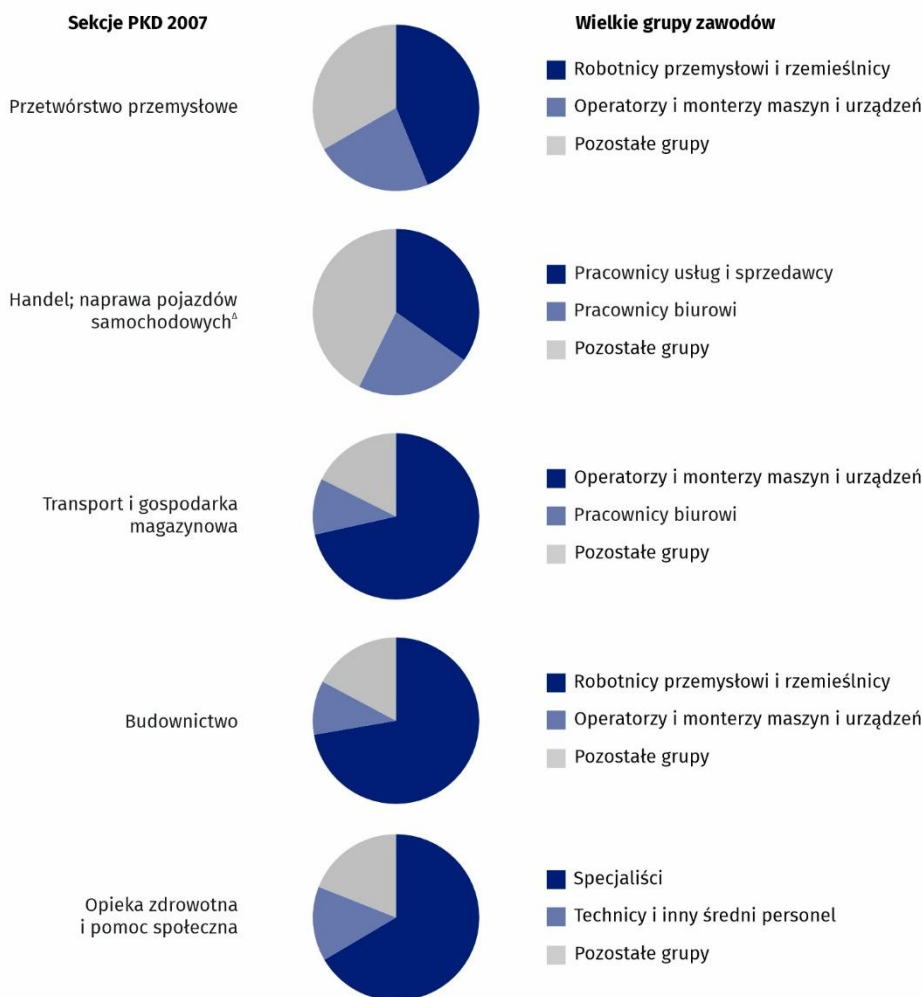 Sekcje PKD 2007
Wielkie grupy zawodów
Przetwórstwo przemysłowe
Robotnicy przemysłowi i rzemieślnicy
Operatorzy i monterzy maszyn i urządzeń
Pozostałe grupy
Handel; naprawa pojazdów
samochodowychᐞ
Pracownicy usług i sprzedawcy
Pracownicy biurowi
Pozostałe grupy
Transport i gospodarka
magazynowa
Operatorzy i monterzy maszyn i urządzeń
Pracownicy biurowi
Pozostałe grupy
Budownictwo
Robotnicy przemysłowi i rzemieślnicy
Operatorzy i monterzy maszyn i urządzeń
Pozostałe grupy
Opieka zdrowotna
i pomoc społeczna
Specjaliści
Technicy i inny średni personel
Pozostałe grupy